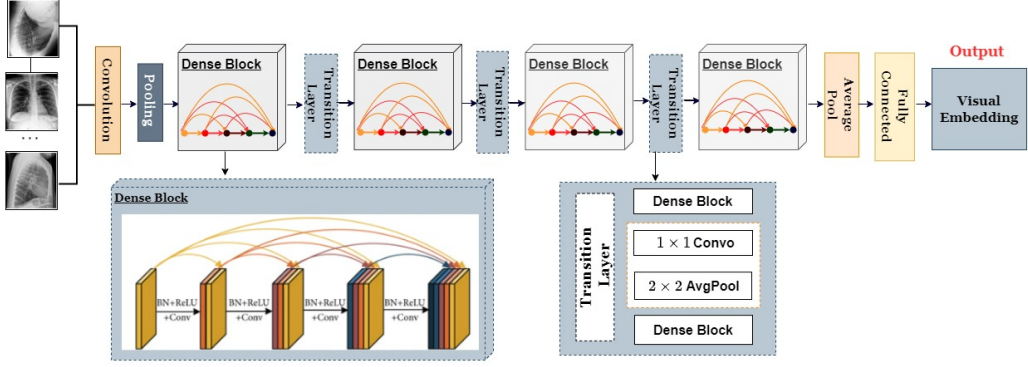 ...
Convolution
Pooling
Dense Block
Transition
Layer
Dense Block
Transition
Layer
Dense Block
Transition
Layer
Dense Block
Average
Pool
Fully
Connected
Output
Visual
Embedding
Dense Block
BN+ReLU
+Conv
BN+ReLU
+Conv
BN+ReLU
+Conv
BN+ReLU
+Conv
Transition
Layer
Dense Block
1 × 1 Convo
2 × 2 AvgPool
Dense Block